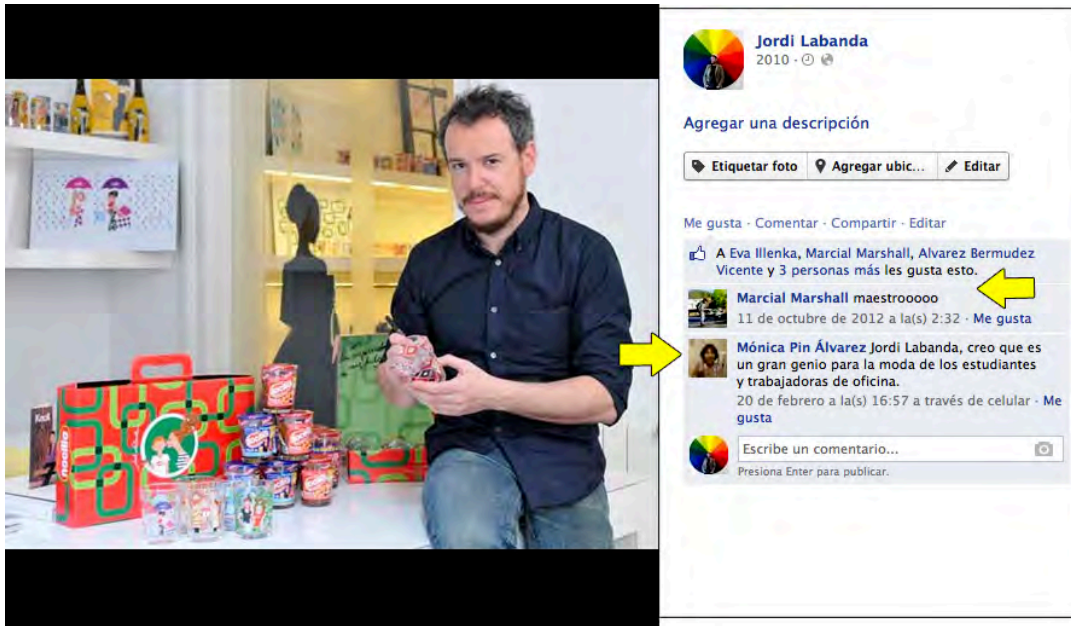 Jordi Labanda
2010 ·
Agregar una descripción
Etiquetar foto
Agregar ubic...
Editar
Me gusta · Comentar · Compartir · Editar
A Eva Illenka, Marcial Marshall, Alvarez Bermudez
Vicente y 3 personas más les gusta esto.
Marcial Marshall maestrooooo
11 de octubre de 2012 a la(s) 2:32 · Me gusta
Mónica Pin Álvarez Jordi Labanda, creo que es
un gran genio para la moda de los estudiantes
y trabajadoras de oficina.
20 de febrero a la(s) 16:57 a través de celular · Me
gusta
Escribe un comentario...
Presiona Enter para publicar.
Knoll
nocilla